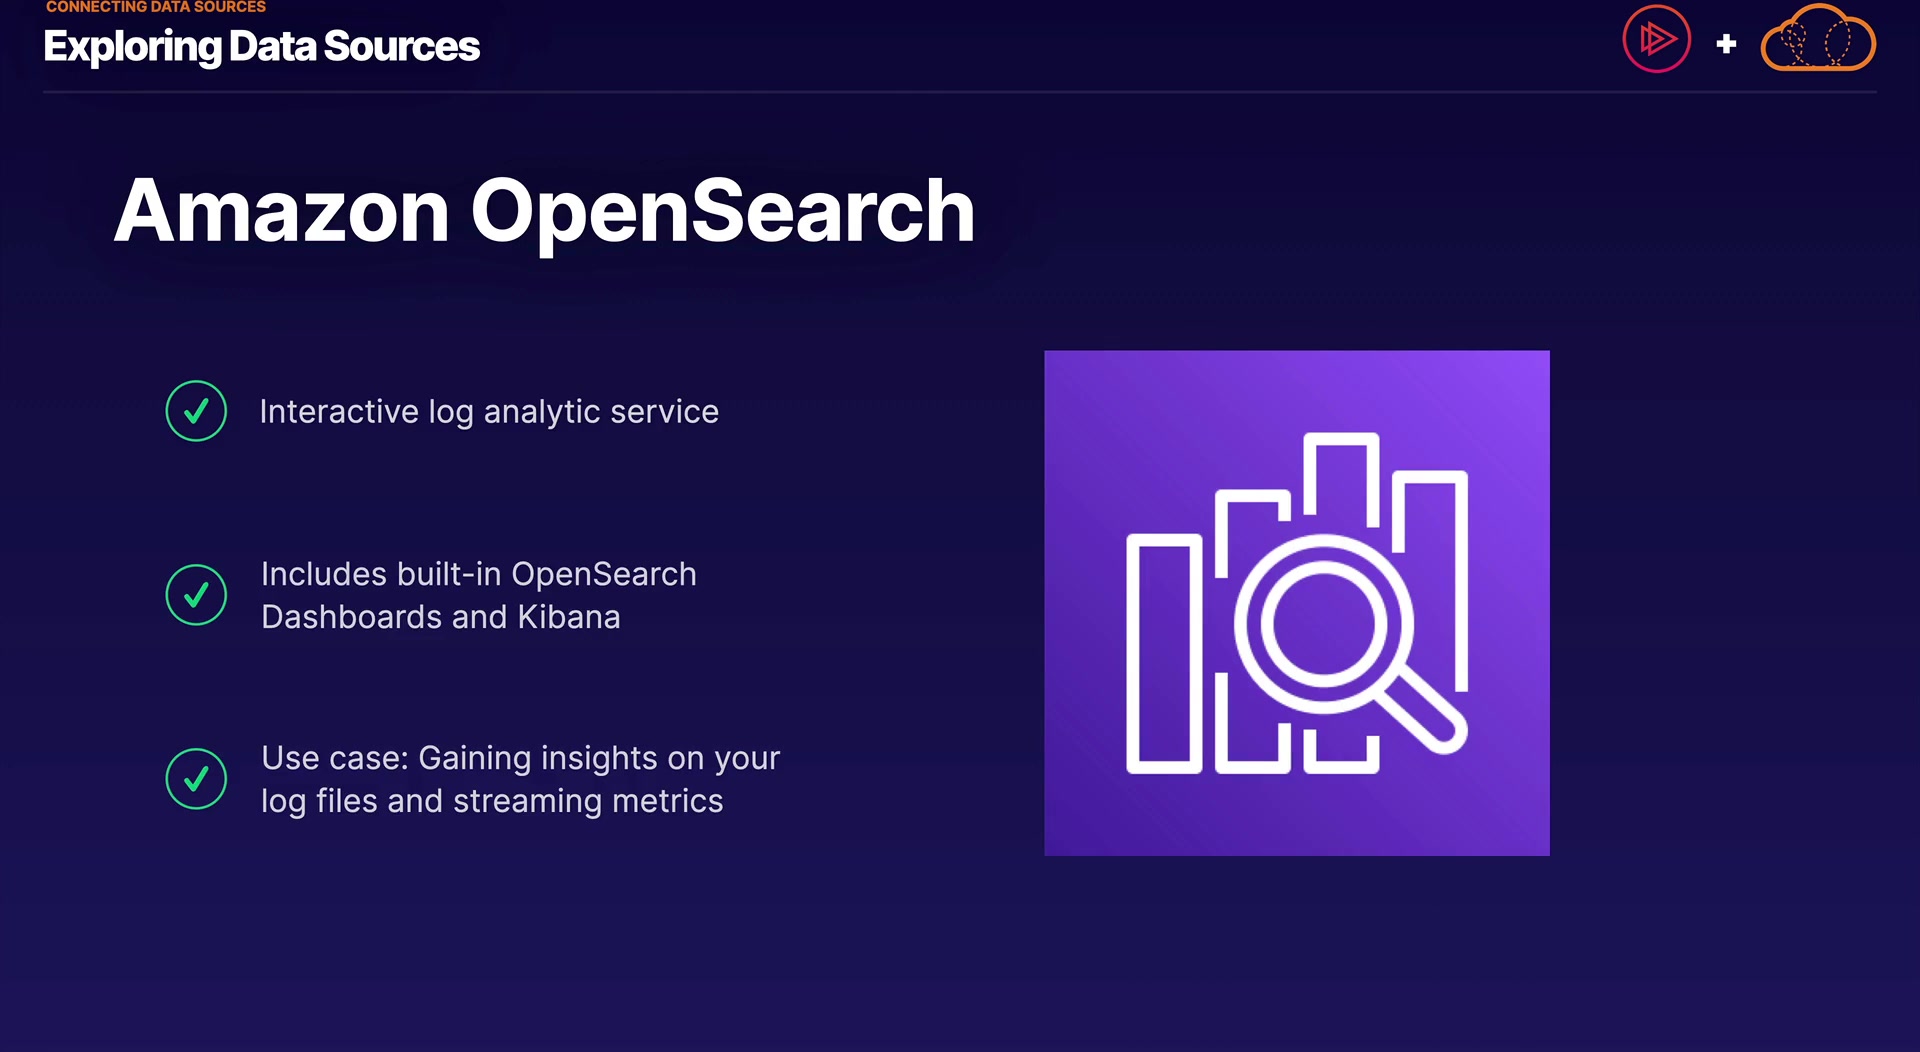 CONNECTING DATA SOURCES
Exploring Data Sources
Amazon OpenSearch
Interactive log analytic service
Includes built-in OpenSearch
Dashboards and Kibana
Use case: Gaining insights on your
log files and streaming metrics